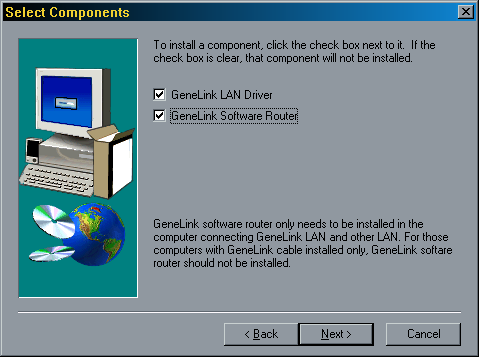 Select Components
To install a component, click the check box next to it. If the
check box is clear, that component will not be installed.
GeneLink LAN Driver
GeneLink Software Router
GeneLink software router only needs to be installed in the
computer connecting GeneLink LAN and other LAN. For those
computers with GeneLink cable installed only, GeneLink softare
router should not be installed.
< Back
Next >
Cancel